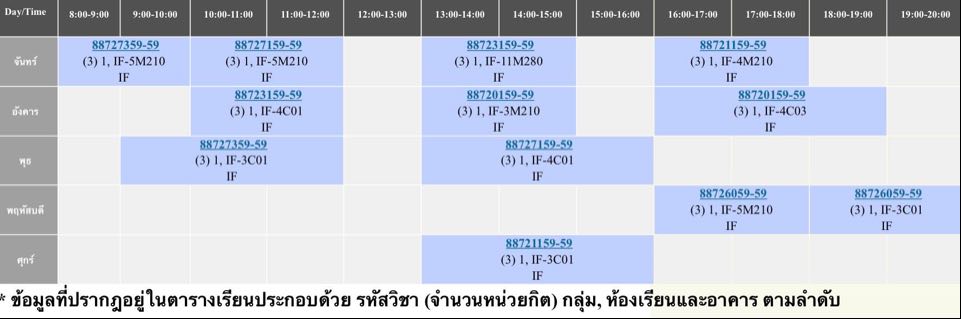 Day/Time 8:00-9:00 9:00-10:00 10:00-11:00 11:00-12:00 12:00-13:00 13:00-14:00 14:00-15:00 15:00-16:00 16:00-17:00 17:00-18:00 18:00-19:00 19:00-20:00
จันทร์
88727359-59
(3) 1, IF-5M210
IF
88727159-59
(3) 1, IF-5M210
IF
88723159-59
(3) 1, IF-11M280
IF
88721159-59
(3) 1, IF-4M210
IF
อังคาร
88723159-59
(3) 1, IF-4C01
IF
88720159-59
(3) 1, IF-3M210
IF
88720159-59
(3) 1, IF-4C03
IF
พุธ
88727359-59
(3) 1, IF-3C01
IF
88727159-59
(3) 1, IF-4C01
IF
พฤหัสบดี
88726059-59
(3) 1, IF-5M210
IF
88726059-59
(3) 1, IF-3C01
IF
ศุกร์
88721159-59
(3) 1, IF-3C01
IF
* ข้อมูลที่ปรากฎอยู่ในตารางเรียนประกอบด้วย รหัสวิชา (จำนวนหน่วยกิต) กลุ่ม, ห้องเรียนและอาคาร ตามลำดับ